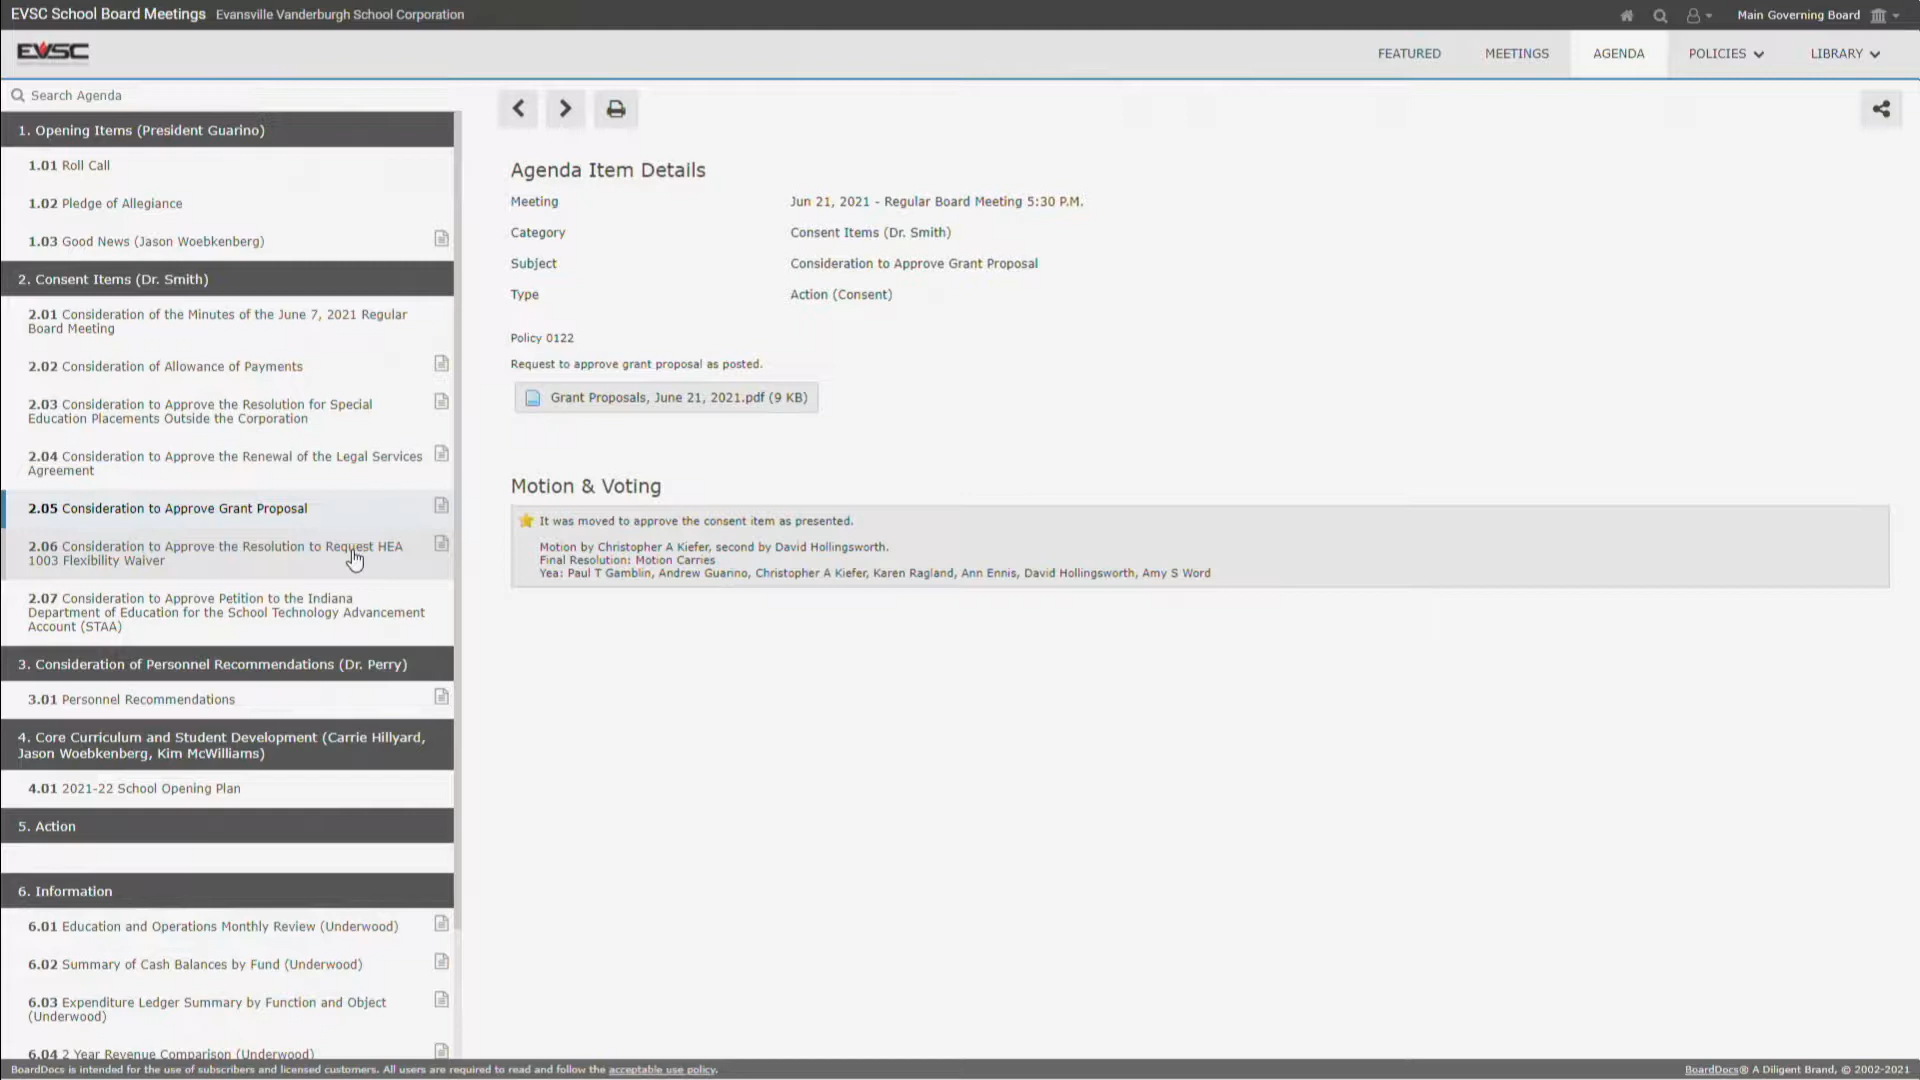 EVSC School Board Meetings Evansville Vanderburgh School Corporation
Main Governing Board
EVSC
FEATURED MEETINGS AGENDA POLICIES LIBRARY
Search Agenda
1. Opening Items (President Guarino)
1.01 Roll Call
1.02 Pledge of Allegiance
1.03 Good News (Jason Woebkenberg)
2. Consent Items (Dr. Smith)
2.01 Consideration of the Minutes of the June 7, 2021 Regular
Board Meeting
2.02 Consideration of Allowance of Payments
2.03 Consideration to Approve the Resolution for Special
Education Placements Outside the Corporation
2.04 Consideration to Approve the Renewal of the Legal Services
Agreement
2.05 Consideration to Approve Grant Proposal
2.06 Consideration to Approve the Resolution to Request HEA
1003 Flexibility Waiver
2.07 Consideration to Approve Petition to the Indiana
Department of Education for the School Technology Advancement
Account (STAA)
3. Consideration of Personnel Recommendations (Dr. Perry)
3.01 Personnel Recommendations
4. Core Curriculum and Student Development (Carrie Hillyard,
Jason Woebkenberg, Kim McWilliams)
4.01 2021-22 School Opening Plan
5. Action
6. Information
6.01 Education and Operations Monthly Review (Underwood)
6.02 Summary of Cash Balances by Fund (Underwood)
6.03 Expenditure Ledger Summary by Function and Object
(Underwood)
6.04 2 Year Revenue Comparison (Underwood)
Agenda Item Details
Meeting Jun 21, 2021 - Regular Board Meeting 5:30 P.M.
Category Consent Items (Dr. Smith)
Subject Consideration to Approve Grant Proposal
Type Action (Consent)
Policy 0122
Request to approve grant proposal as posted.
Grant Proposals, June 21, 2021.pdf (9 KB)
Motion & Voting
It was moved to approve the consent item as presented.
Motion by Christopher A Kiefer, second by David Hollingsworth.
Final Resolution: Motion Carries
Yea: Paul T Gamblin, Andrew Guarino, Christopher A Kiefer, Karen Ragland, Ann Ennis, David Hollingsworth, Amy S Word
BoardDocs is intended for the use of subscribers and licensed customers. All users are required to read and follow the acceptable use policy.
BoardDocs® A Diligent Brand, © 2002-2021